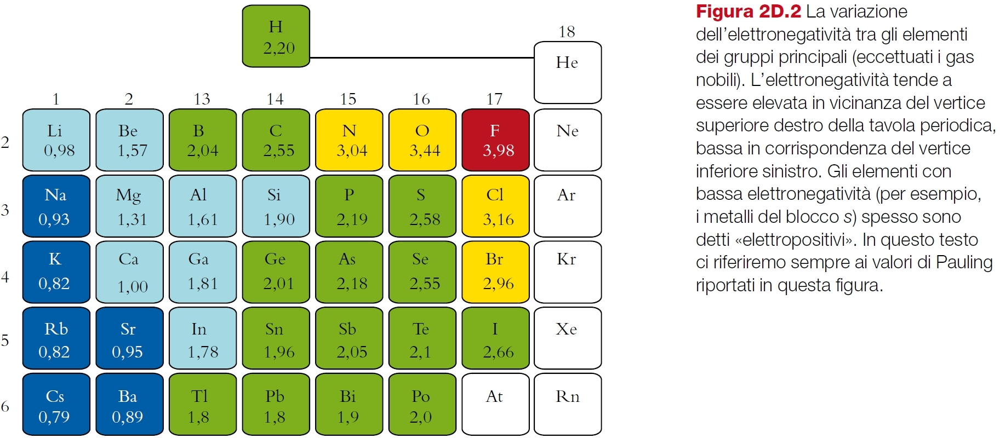 H
2,20
18
He
1 2 13 14 15 16 17
2
Li Be B C N O F Ne
0,98 1,57 2,04 2,55 3,04 3,44 3,98
3
Na Mg Al Si P S Cl Ar
0,93 1,31 1,61 1,90 2,19 2,58 3,16
4
K Ca Ga Ge As Se Br Kr
0,82 1,00 1,81 2,01 2,18 2,55 2,96
5
Rb Sr In Sn Sb Te I Xe
0,82 0,95 1,78 1,96 2,05 2,1 2,66
6
Cs Ba Tl Pb Bi Po At Rn
0,79 0,89 1,8 1,8 1,9 2,0
Figura 2D.2 La variazione
dell’elettronegatività tra gli elementi
dei gruppi principali (eccettuati i gas
nobili). L’elettronegatività tende a
essere elevata in vicinanza del vertice
superiore destro della tavola periodica,
bassa in corrispondenza del vertice
inferiore sinistro. Gli elementi con
bassa elettronegatività (per esempio,
i metalli del blocco s) spesso sono
detti «elettropositivi». In questo testo
ci riferiremo sempre ai valori di Pauling
riportati in questa figura.